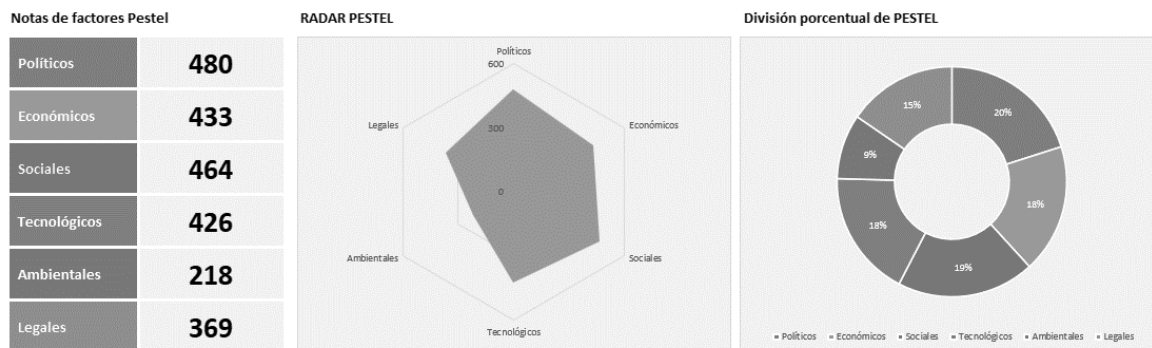 Notas de factores Pestel
Políticos 480
Económicos 433
Sociales 464
Tecnológicos 426
Ambientales 218
Legales 369
RADAR PESTEL
Políticos
600
Legales
Económicos
300
0
Ambientales
Sociales
Tecnológicos
División porcentual de PESTEL
15%
20%
9%
18%
18%
19%
Políticos Económicos Sociales Tecnológicos Ambientales Legales